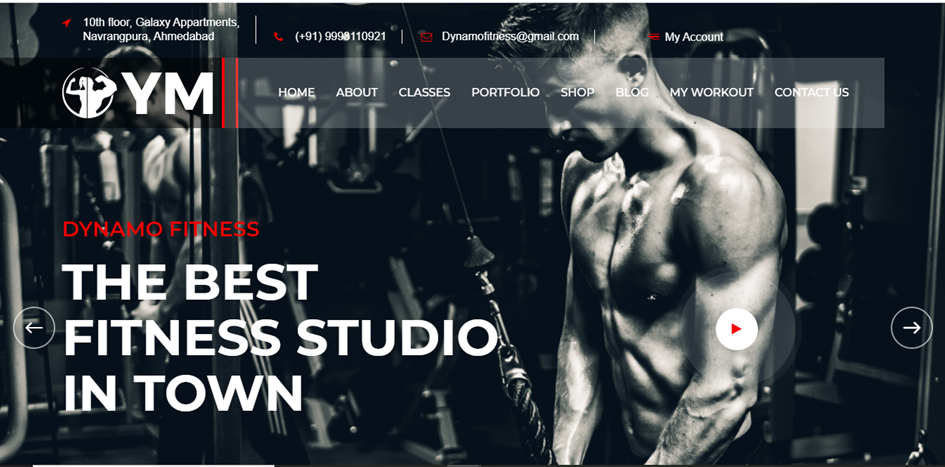 10th floor, Galaxy Appartments,
Navrangpura, Ahmedabad
(+91) 9998110921
Dynamofitness@gmail.com
My Account
YM
HOME ABOUT CLASSES PORTFOLIO SHOP BLOG MY WORKOUT CONTACT US
DYNAMO FITNESS
THE BEST
FITNESS STUDIO
IN TOWN